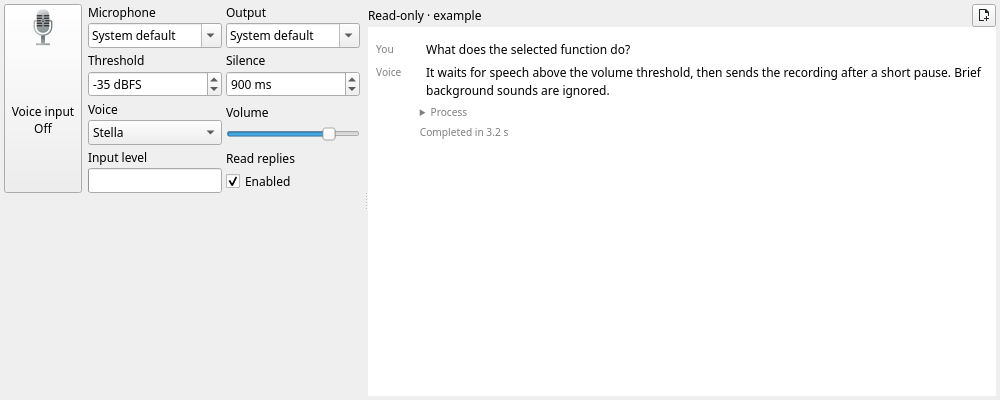 Voice input
Off
Microphone
System default
Output
System default
Threshold
-35 dBFS
Silence
900 ms
Voice
Stella
Volume
Input level
Read replies
Enabled
Read-only · example
You
What does the selected function do?
Voice
It waits for speech above the volume threshold, then sends the recording after a short pause. Brief
background sounds are ignored.
Process
Completed in 3.2 s